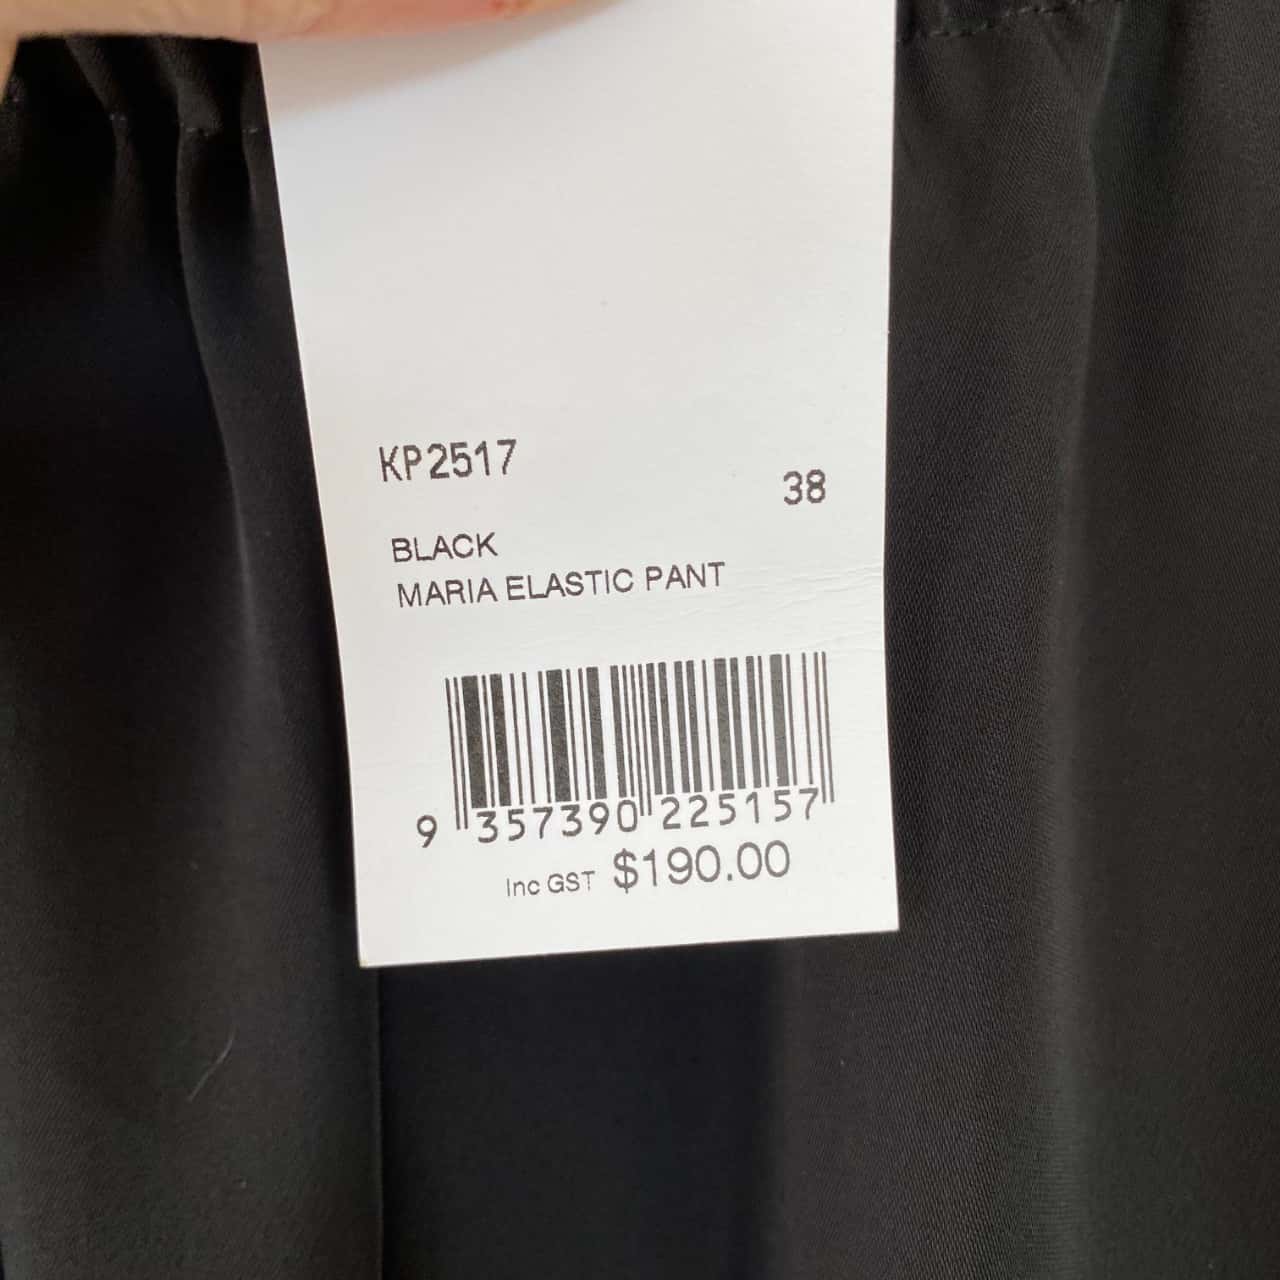 KP2517
38
BLACK
MARIA ELASTIC PANT
9 357390 225157
Inc GST $190.00